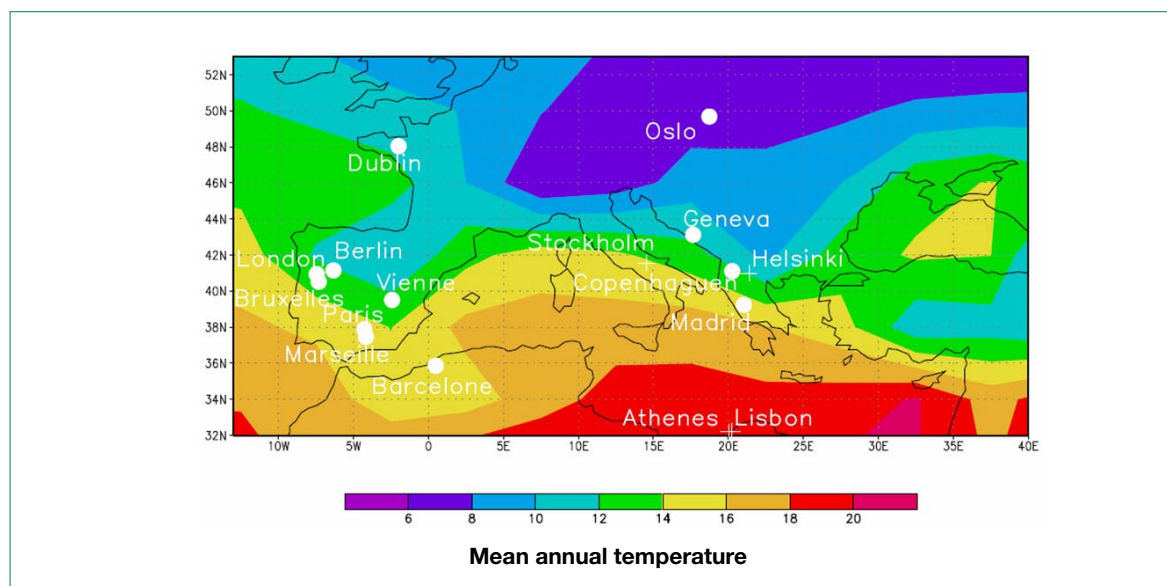 52N
50N
Oslo
48N
Dublin
46N
44N
Geneva
Stockholm
42N
London Berlin Helsinki
Vienne Copenhaguen
40N
Bruxelles
Paris Madrid
38N
Marseille
36N
Barcelone
34N
Athenes Lisbon
32N
10W 5W 0 5E 10E 15E 20E 25E 30E 35E 40E
6 8 10 12 14 16 18 20
Mean annual temperature